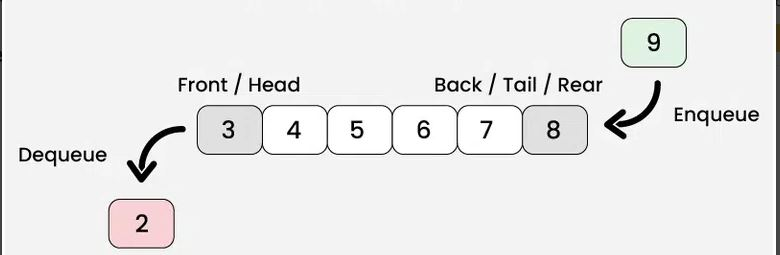 9
Front / Head
Back / Tail / Rear
Enqueue
3 4 5 6 7 8
Dequeue
2